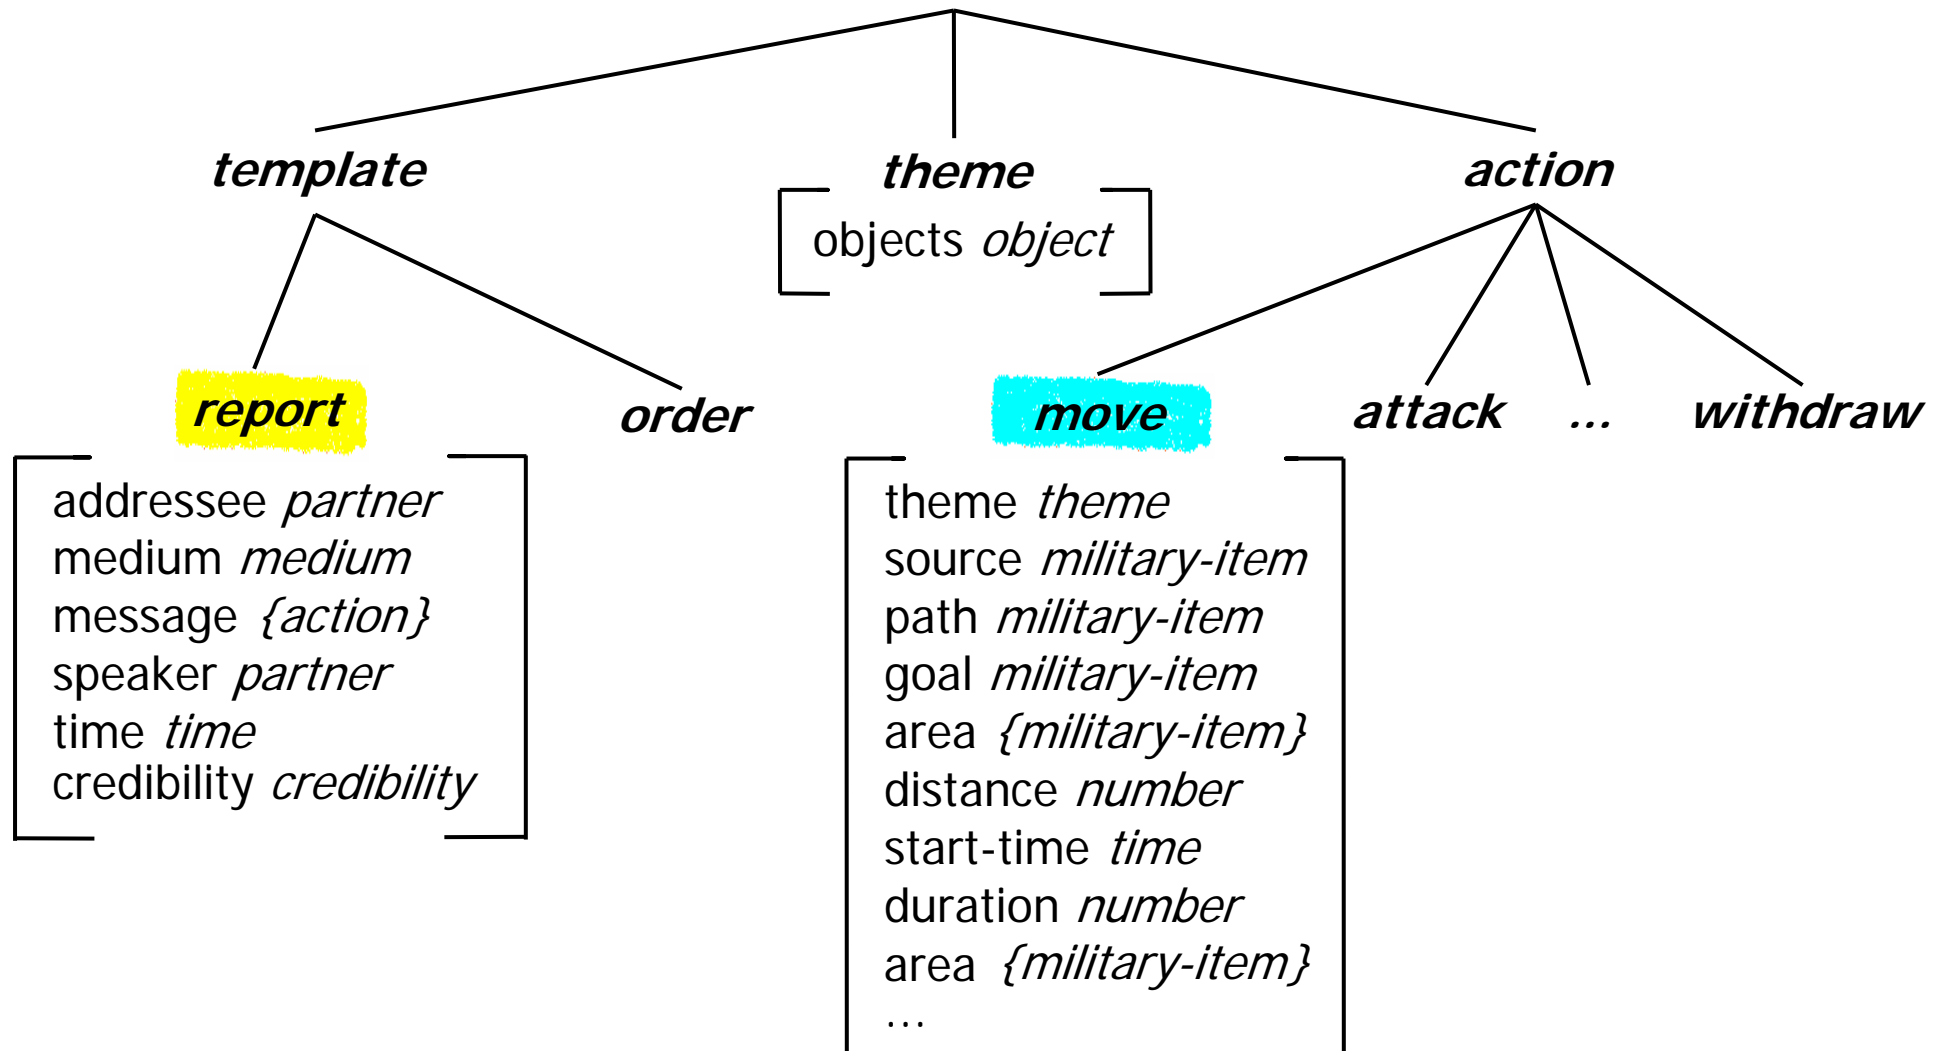 template
theme
action
objects object
report
order
move
attack
...
withdraw
addressee partner
medium medium
message {action}
speaker partner
time time
credibility credibility
theme theme
source military-item
path military-item
goal military-item
area {military-item}
distance number
start-time time
duration number
area {military-item}
...